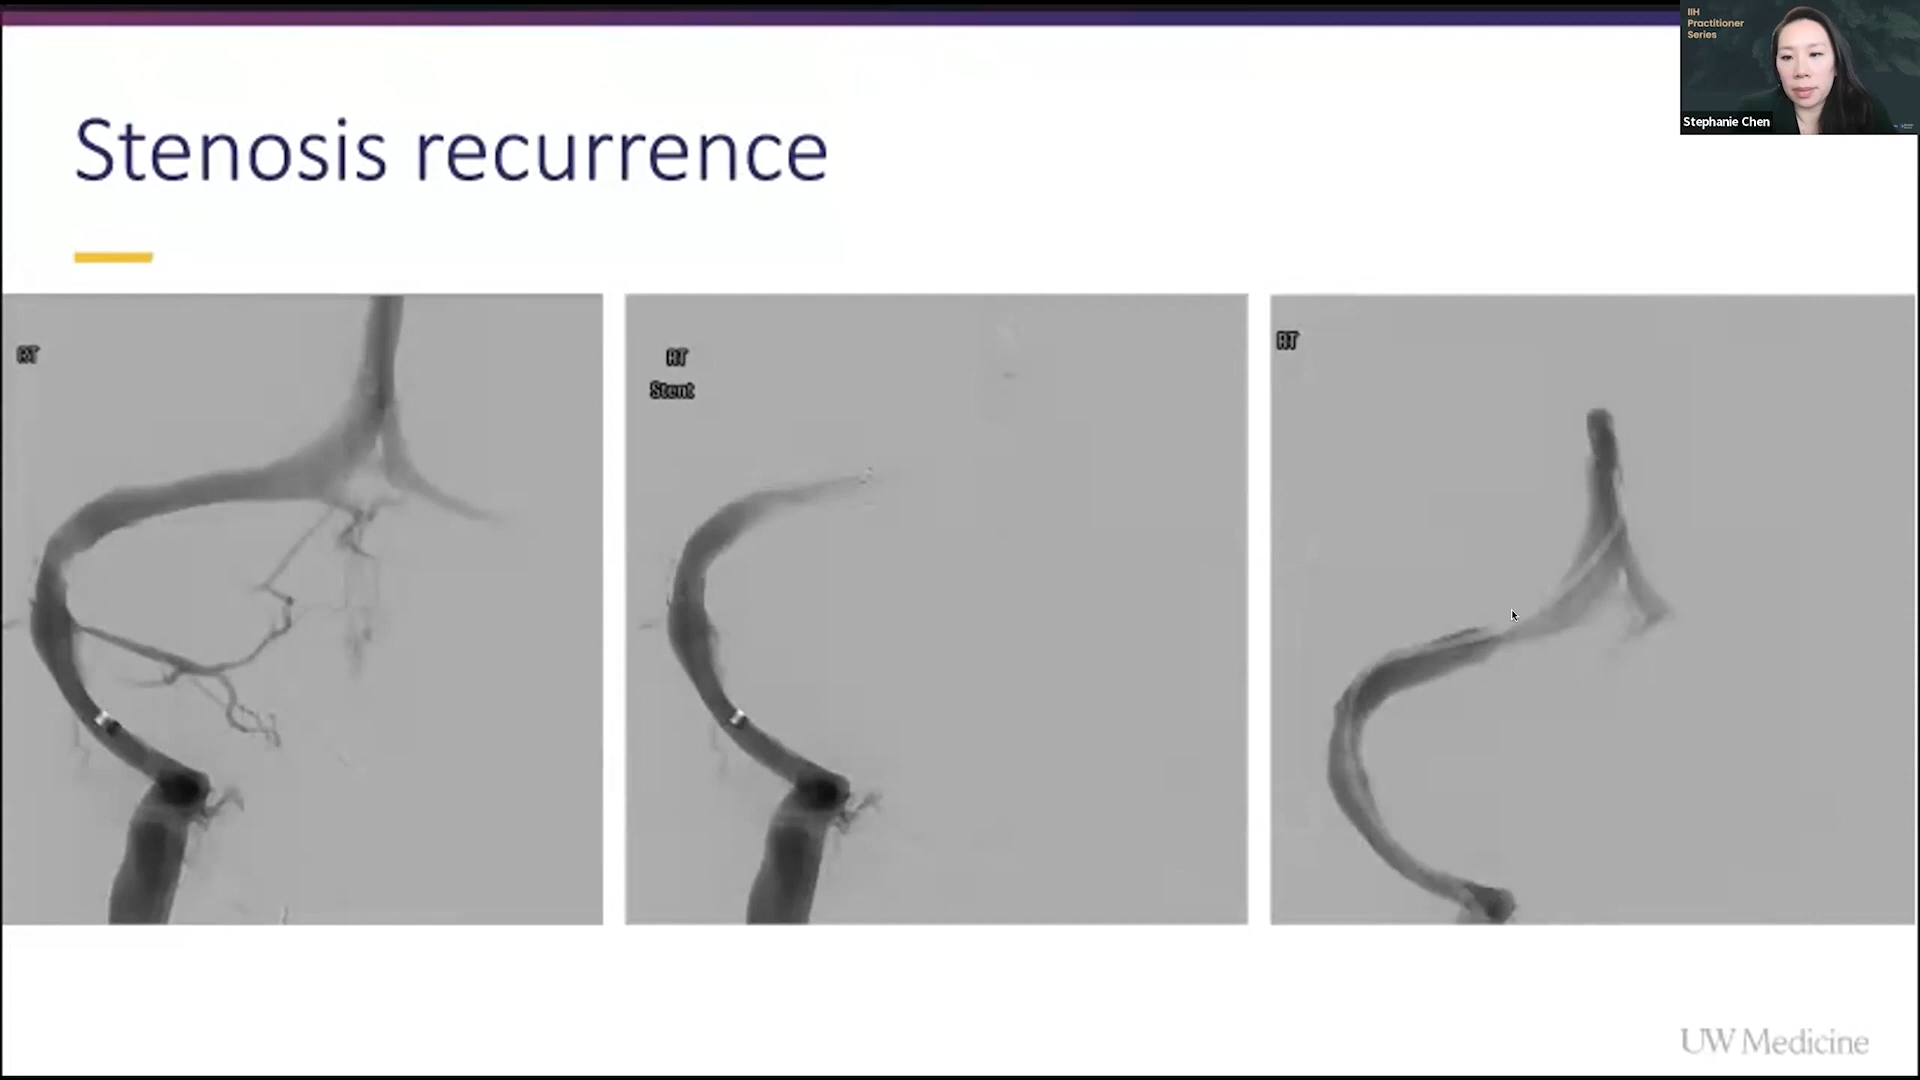 IIH
Practitioner
Series
Stephanie Chen
Stenosis recurrence
RT
RT
Stent
RT
UW Medicine